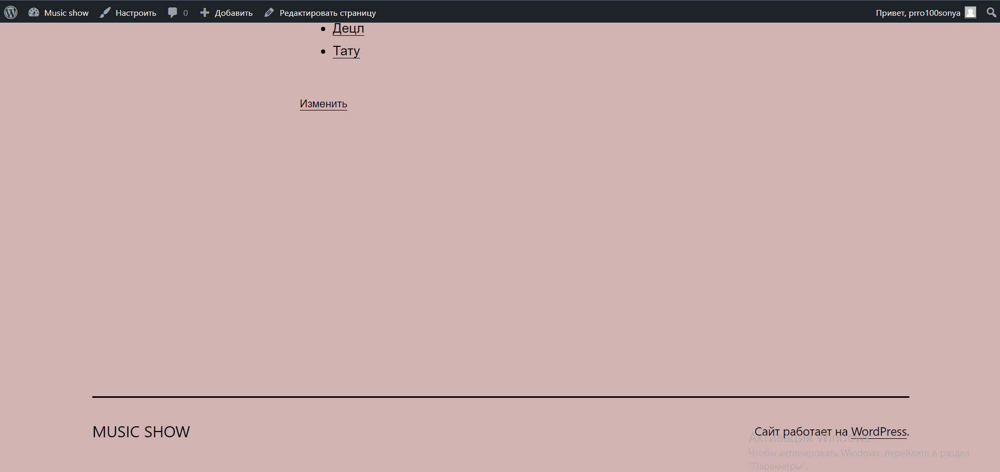 Music show Настроить 0 Добавить Редактировать страницу Привет, prro100sonya
Децл
Тату
Изменить
MUSIC SHOW
Сайт работает на WordPress.
Активация Windows
Чтобы активировать Windows, перейдите в раздел
"Параметры".